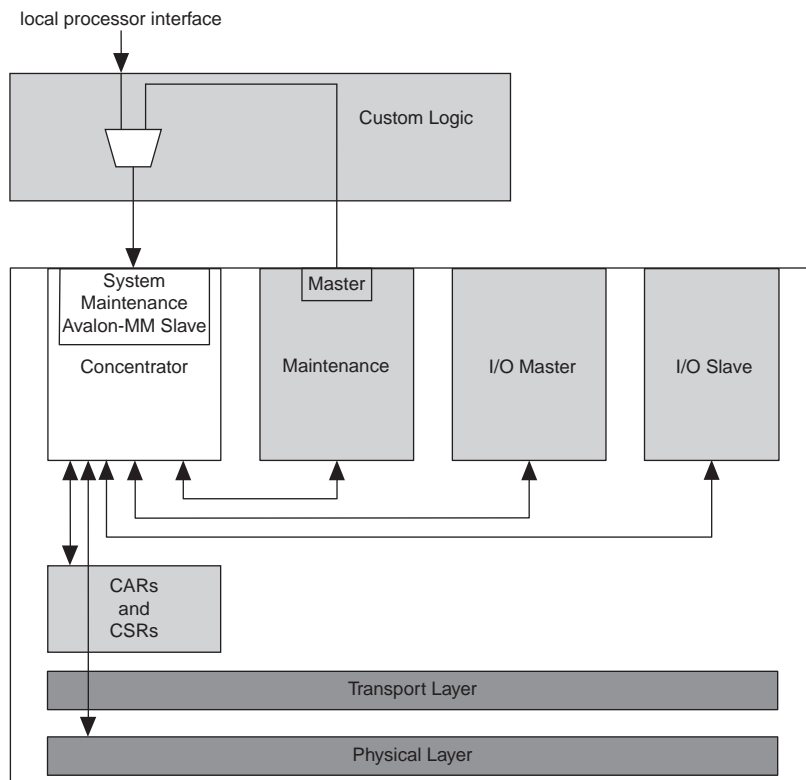 local processor interface
Custom Logic
System
Maintenance
Avalon-MM Slave
Concentrator
Master
Maintenance
I/O Master
I/O Slave
CARs
and
CSRs
Transport Layer
Physical Layer